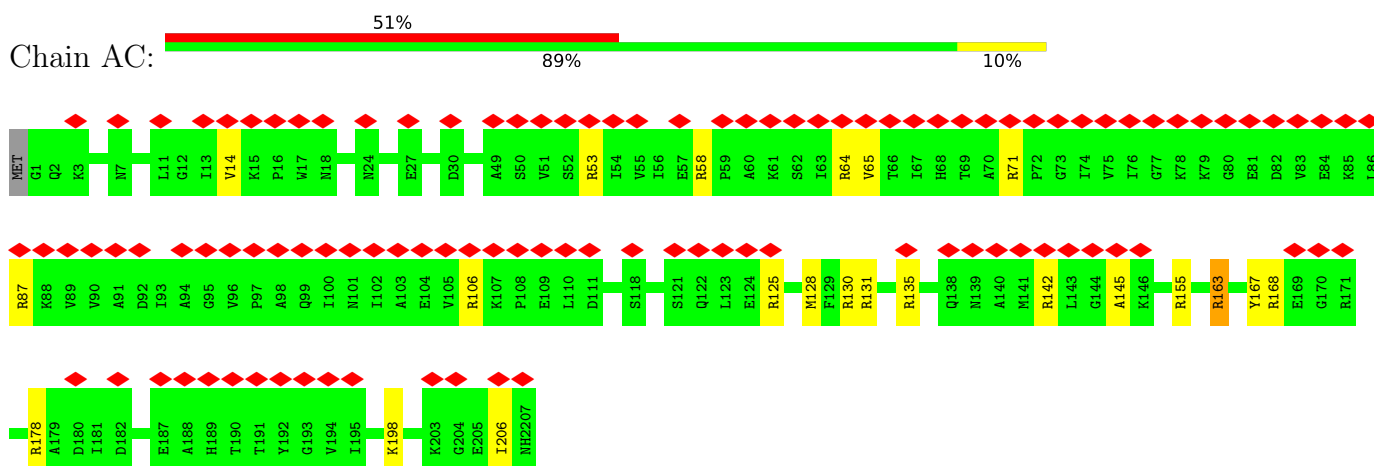 51%
Chain AC:
89% 10%
MET G1 Q2 K3 N7 L11 G12 I13 V14 K15 P16 W17 N18 N24 E27 D30 A49 S50 V51 S52 R53 I54 V55 I56 E57 R58 P59 A60 K61 S62 I63 R64 V65 T66 I67 H68 T69 A70 R71 P72 G73 I74 V75 I76 G77 K78 K79 G80 E81 D82 V83 E84 K85 L86
R87 K88 V89 V90 A91 D92 I93 A94 G95 V96 P97 A98 Q99 I100 N101 I102 A103 E104 V105 R106 K107 P108 E109 L110 D111 S118 S121 Q122 L123 E124 R125 M128 F129 R130 R131 R135 Q138 N139 A140 M141 R142 L143 G144 A145 K146 R155 R163 Y167 R168 E169 G170 R171
R178 A179 D180 I181 D182 E187 A188 H189 T190 T191 Y192 G193 V194 I195 K198 K203 G204 E205 I206 NH2207